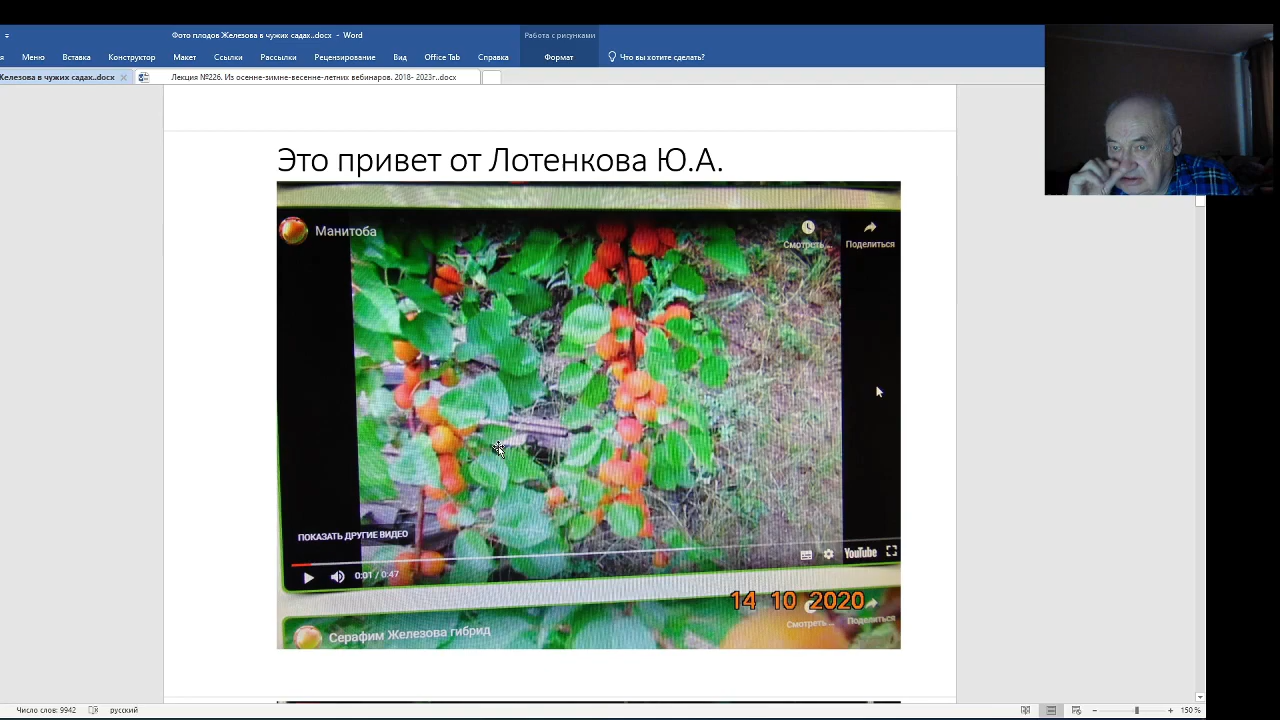 Фото плодов Железова в чужих садах..docx - Word
Работа с рисунками
я Меню Вставка Конструктор Макет Ссылки Рассылки Рецензирование Вид Office Tab Справка Формат Что вы хотите сделать?
Железова в чужих садах..docx
Лекция №226. Из осенне-зимне-весенне-летних вебинаров. 2018- 2023г..docx
Это привет от Лотенкова Ю.А.
Манитоба
Смотреть ...
Поделиться
ПОКАЗАТЬ ДРУГИЕ ВИДЕО
YouTube
0:01 / 0:47
14 10 2020
Смотреть ...
Поделиться
Серафим Железова гибрид
Число слов: 9942
русский
150 %